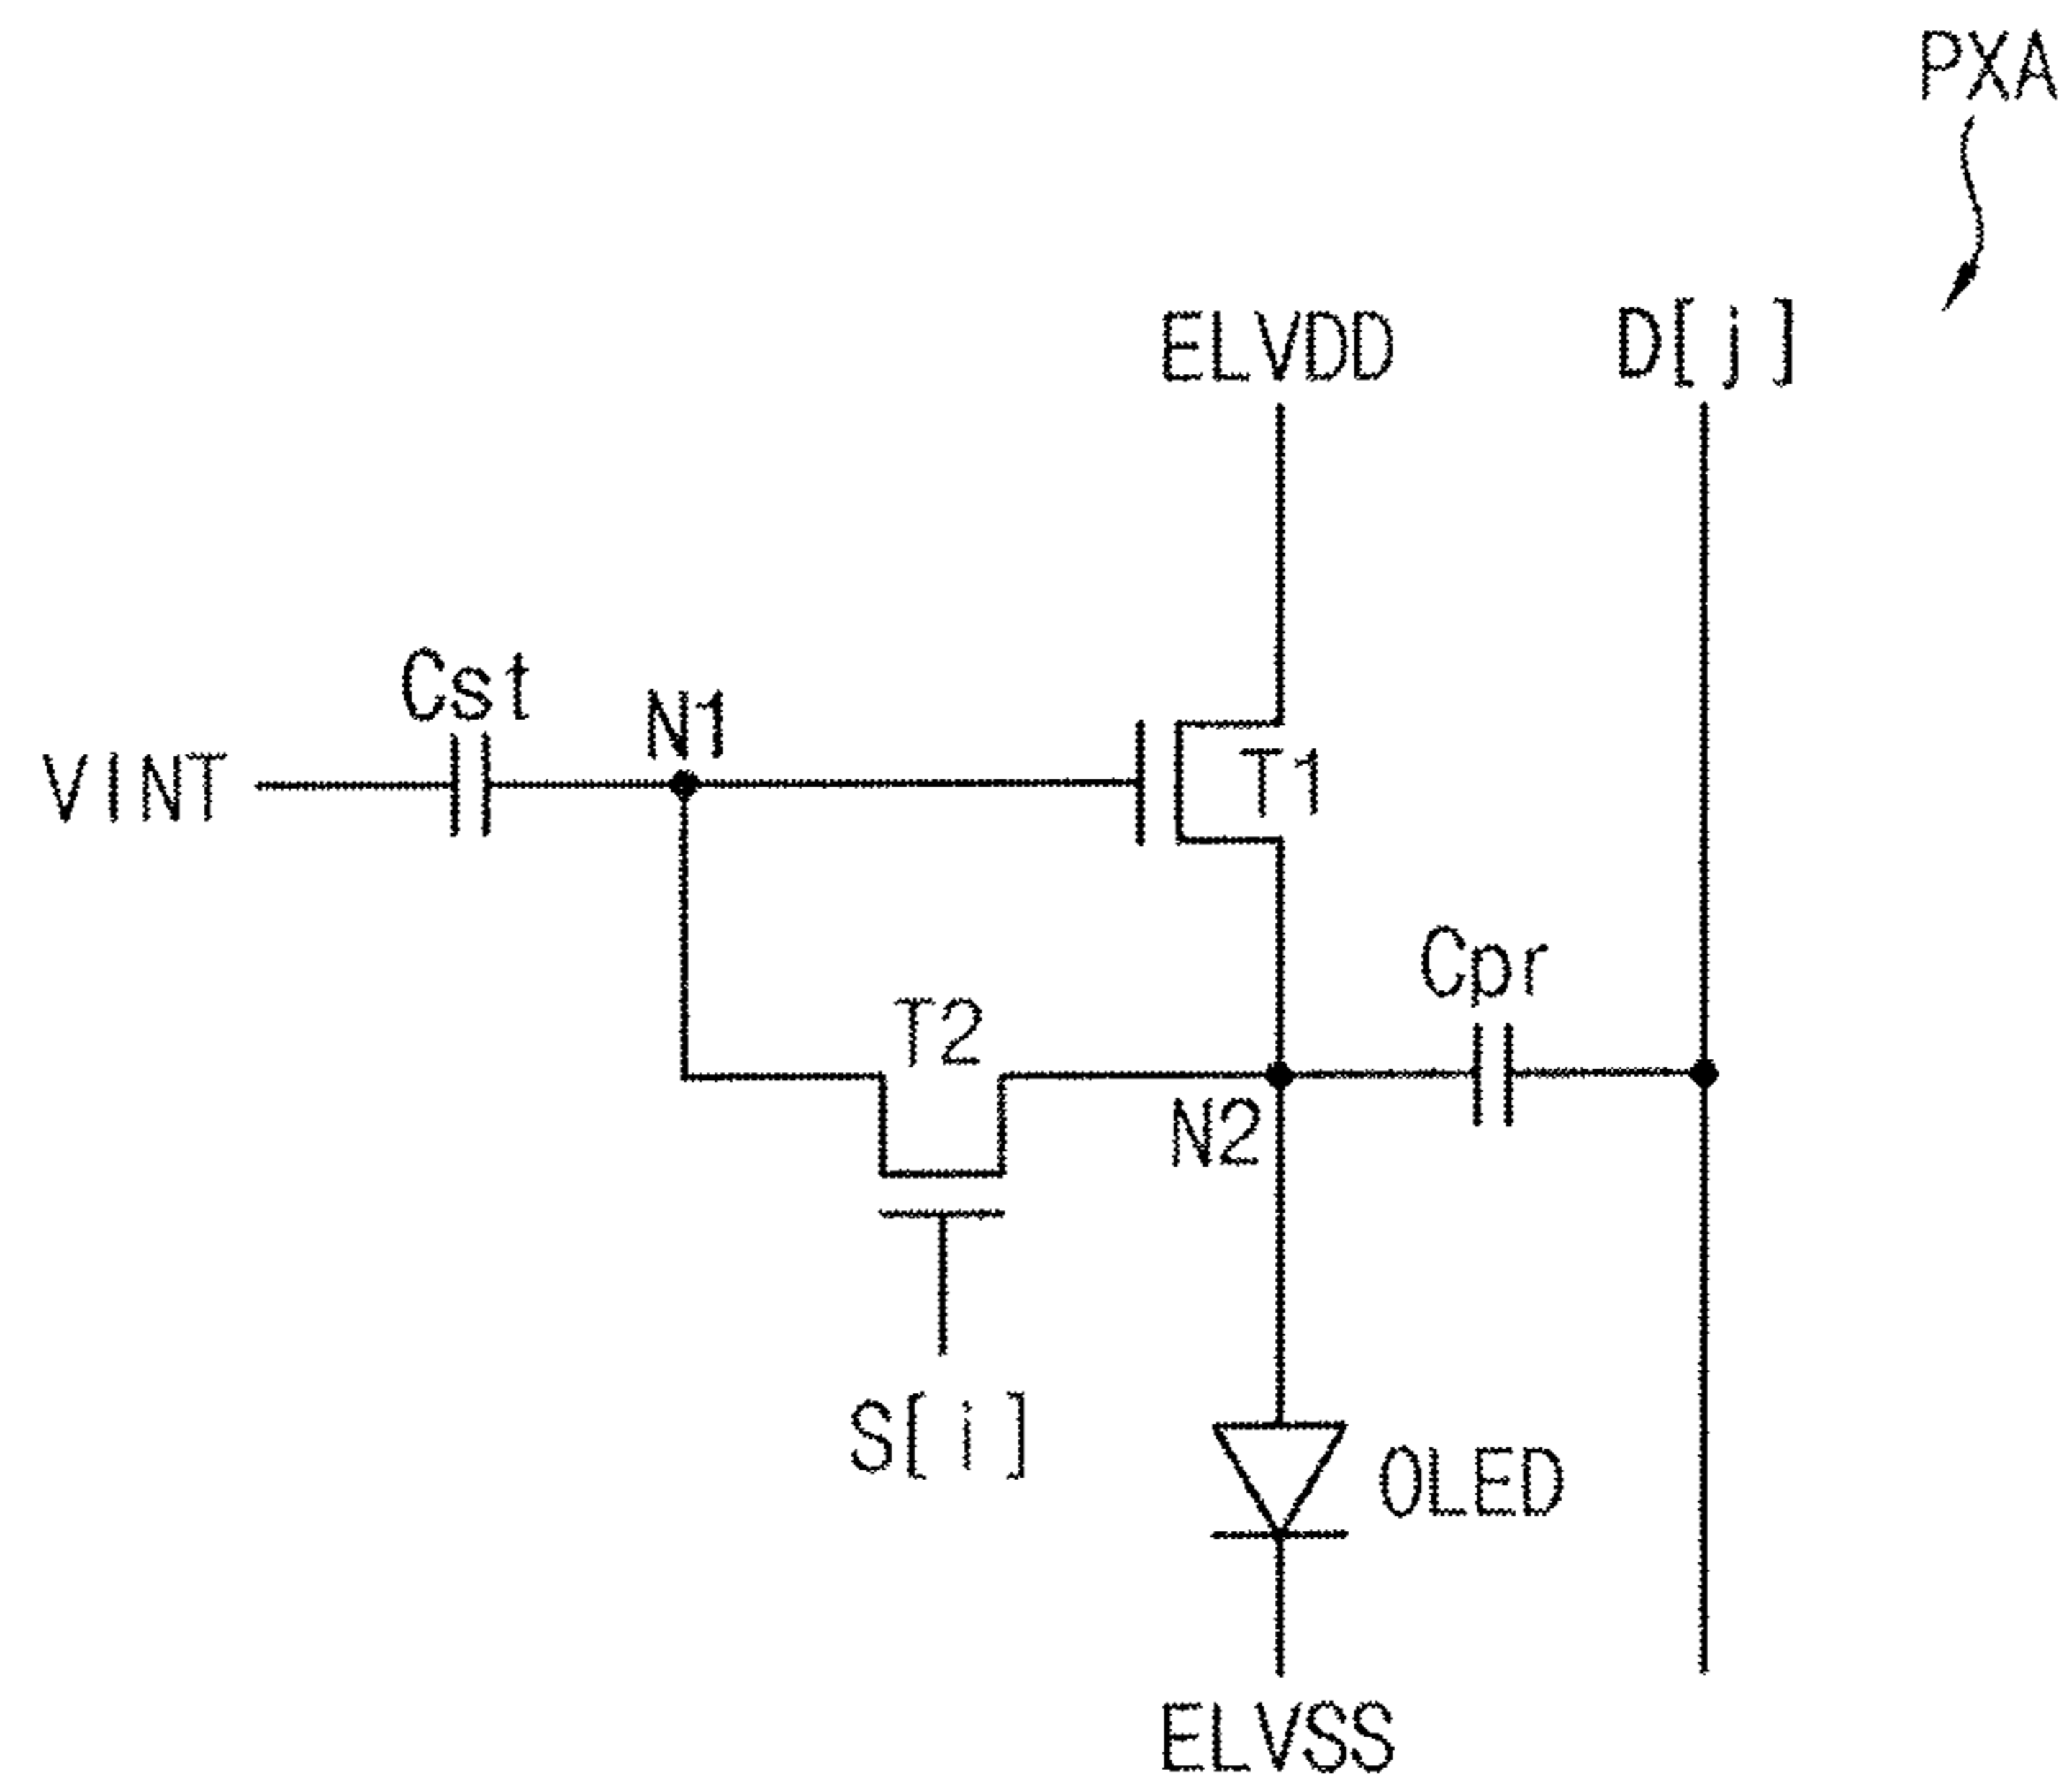 PXA
ELVDD
D[j]
Cst
N1
VINT
T1
Cpr
T2
N2
S[i]
OLED
ELVSS